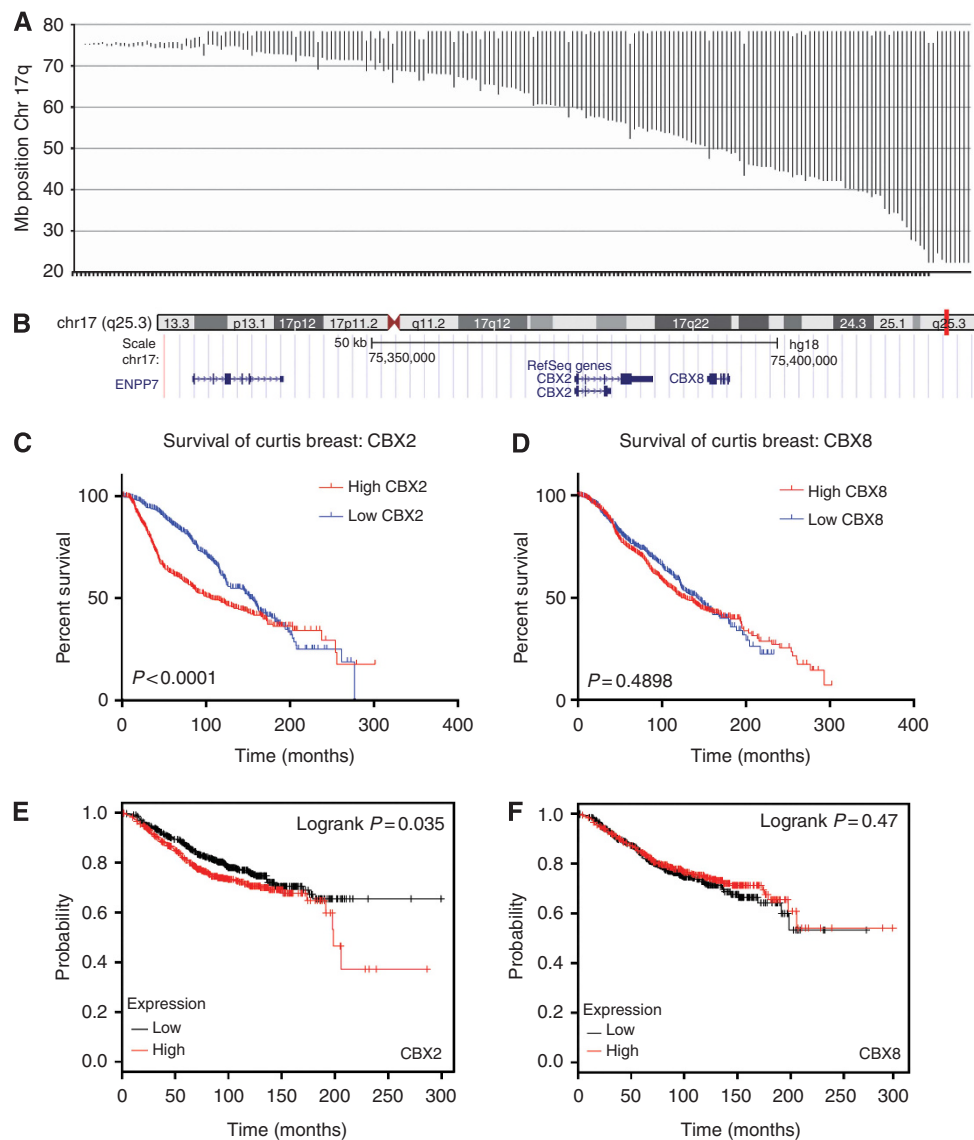 A
80
70
60
50
40
30
20
Mb position Chr 17q
B
chr17 (q25.3) 13.3 p13.1 17p12 17p11.2 q11.2 17q12 17q22 24.3 25.1 q25.3
Scale 50 kb hg18
chr17: 75,350,000 75,400,000
RefSeq genes
ENPP7 CBX2 CBX8
CBX2
C Survival of curtis breast: CBX2
High CBX2
Low CBX2
100
50
0
Percent survival
P<0.0001
0 100 200 300 400
Time (months)
D Survival of curtis breast: CBX8
High CBX8
Low CBX8
100
50
0
Percent survival
P=0.4898
0 100 200 300 400
Time (months)
E
Logrank P=0.035
1.0
0.8
0.6
0.4
0.2
0.0
Probability
Expression
Low
High
CBX2
0 50 100 150 200 250 300
Time (months)
F
Logrank P=0.47
1.0
0.8
0.6
0.4
0.2
0.0
Probability
Expression
Low
High
CBX8
0 50 100 150 200 250 300
Time (months)